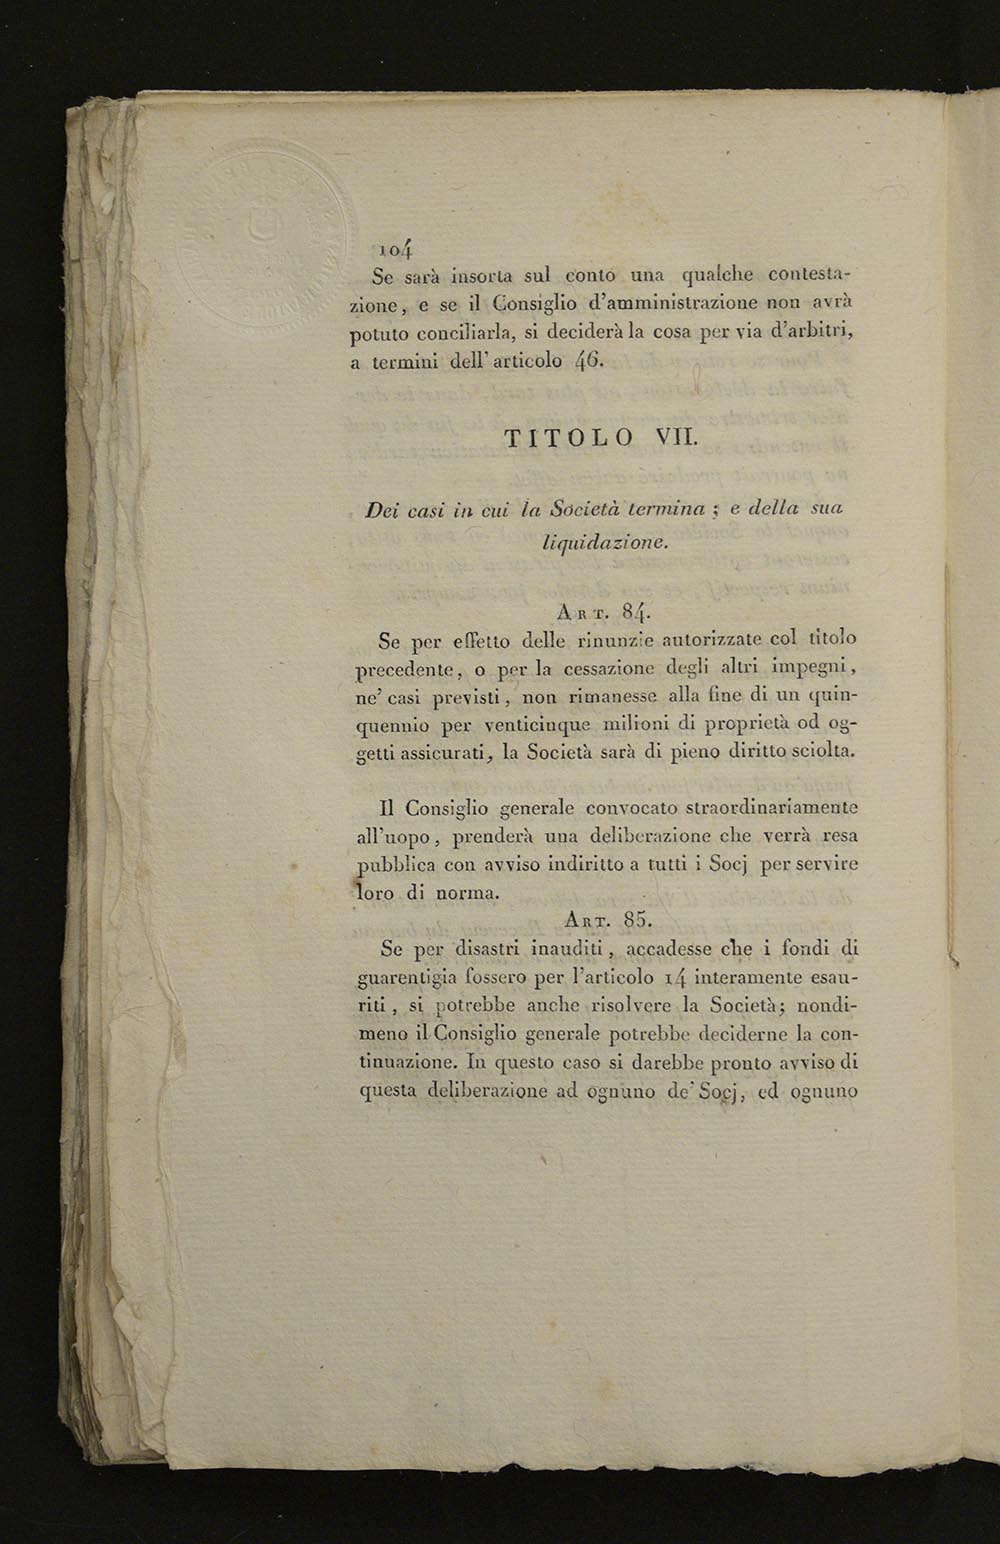 104
Se sarà insorta sul conto una qualche contesta-
zione, e se il Consiglio d'amministrazione non avrà
potuto conciliarla, si deciderà la cosa per via d'arbitri,
a termini dell'articolo 46.
TITOLO VII.
Dei casi in cui la Società termina; e della sua
liquidazione.
ART. 84.
Se per effetto delle rinunzie autorizzate col titolo
precedente, o per la cessazione degli altri impegni,
ne' casi previsti, non rimanesse alla fine di un quin-
quennio per venticinque milioni di proprietà od og-
getti assicurati, la Società sarà di pieno diritto sciolta.
Il Consiglio generale convocato straordinariamente
all'uopo, prenderà una deliberazione che verrà resa
pubblica con avviso indiritto a tutti i Socj per servire
loro di norma.
ART. 85.
Se per disastri inauditi, accadesse che i fondi di
guarentigia fossero per l'articolo 14 interamente esau-
riti, si potrebbe anche risolvere la Società; nondi-
meno il Consiglio generale potrebbe deciderne la con-
tinuazione. In questo caso si darebbe pronto avviso di
questa deliberazione ad ognuno de' Socj, ed ognuno